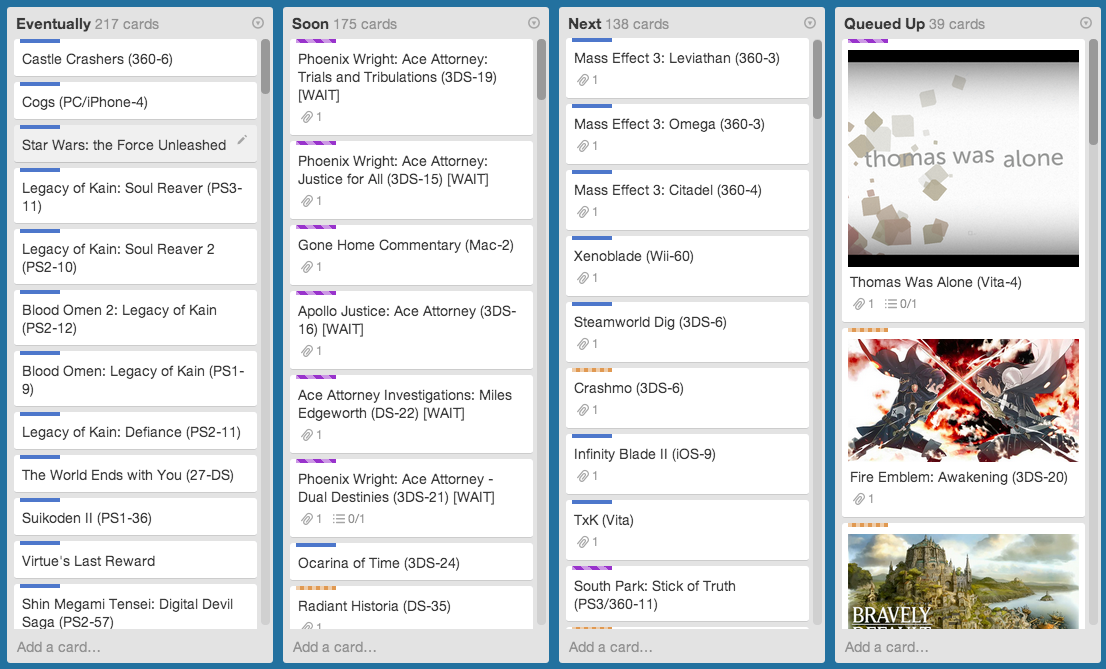 Eventually 217 cards
Castle Crashers (360-6)
Cogs (PC/iPhone-4)
Star Wars: the Force Unleashed
Legacy of Kain: Soul Reaver (PS3-
11)
Legacy of Kain: Soul Reaver 2
(PS2-10)
Blood Omen 2: Legacy of Kain
(PS2-12)
Blood Omen: Legacy of Kain (PS1-
9)
Legacy of Kain: Defiance (PS2-11)
The World Ends with You (27-DS)
Suikoden II (PS1-36)
Virtue's Last Reward
Shin Megami Tensei: Digital Devil
Saga (PS2-57)
Add a card…
Soon 175 cards
Phoenix Wright: Ace Attorney:
Trials and Tribulations (3DS-19)
[WAIT]
1
Phoenix Wright: Ace Attorney:
Justice for All (3DS-15) [WAIT]
1
Gone Home Commentary (Mac-2)
1
Apollo Justice: Ace Attorney (3DS-
16) [WAIT]
1
Ace Attorney Investigations: Miles
Edgeworth (DS-22) [WAIT]
1
Phoenix Wright: Ace Attorney -
Dual Destinies (3DS-21) [WAIT]
1 0/1
Ocarina of Time (3DS-24)
Radiant Historia (DS-35)
1
Add a card…
Next 138 cards
Mass Effect 3: Leviathan (360-3)
1
Mass Effect 3: Omega (360-3)
1
Mass Effect 3: Citadel (360-4)
1
Xenoblade (Wii-60)
1
Steamworld Dig (3DS-6)
1
Crashmo (3DS-6)
1
Infinity Blade II (iOS-9)
1
TxK (Vita)
1
South Park: Stick of Truth
(PS3/360-11)
Add a card…
Queued Up 39 cards
thomas was alone
Thomas Was Alone (Vita-4)
1 0/1
Fire Emblem: Awakening (3DS-20)
1
BRAVELY
DEFAULT
Add a card…